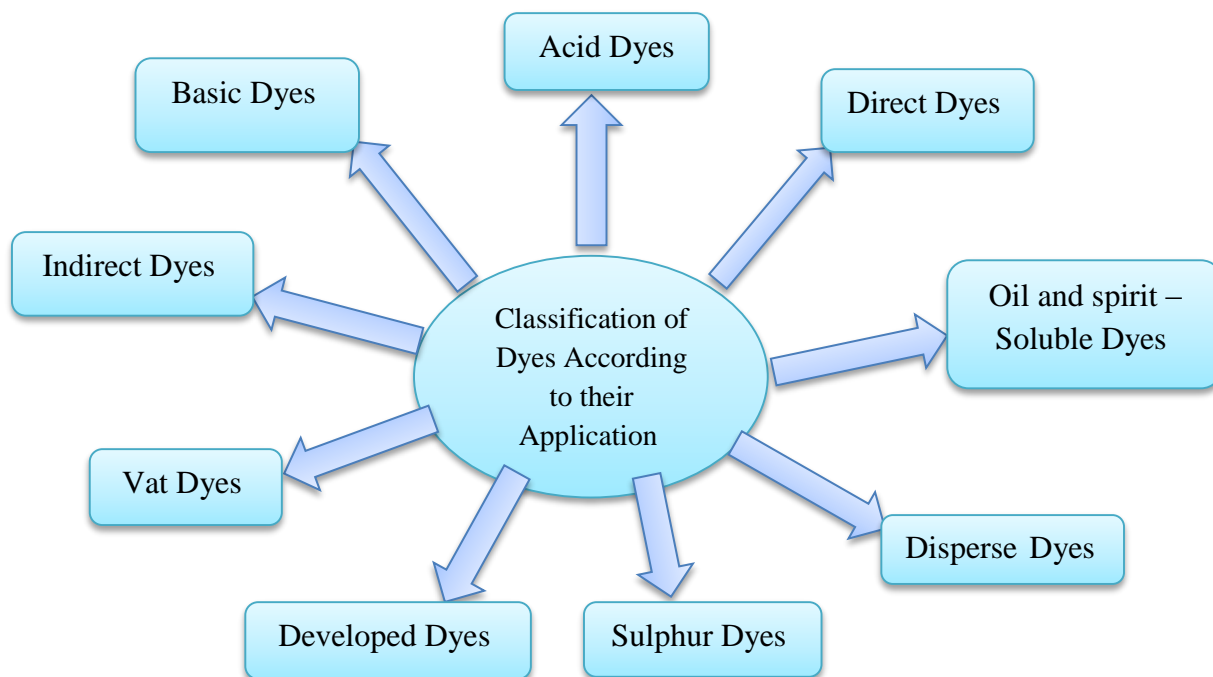 Acid Dyes
Basic Dyes
Direct Dyes
Indirect Dyes
Oil and spirit –
Soluble Dyes
Classification of
Dyes According
to their
Application
Vat Dyes
Disperse Dyes
Developed Dyes
Sulphur Dyes